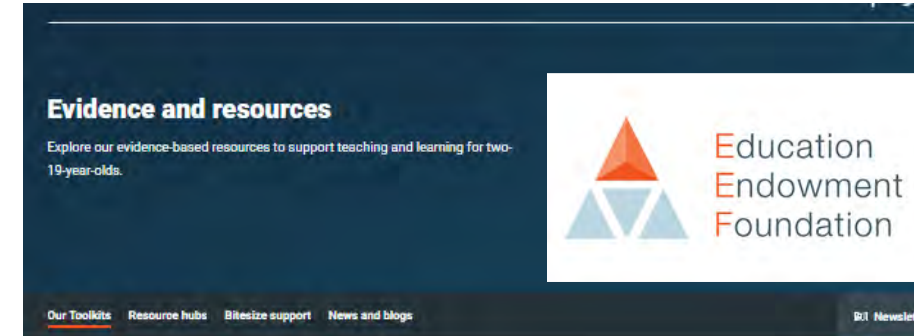 Evidence and resources
Explore our evidence-based resources to support teaching and learning for two-
19-year-olds.
Education
Endowment
Foundation
Our Toolkits Resource hubs Bitesize support News and blogs